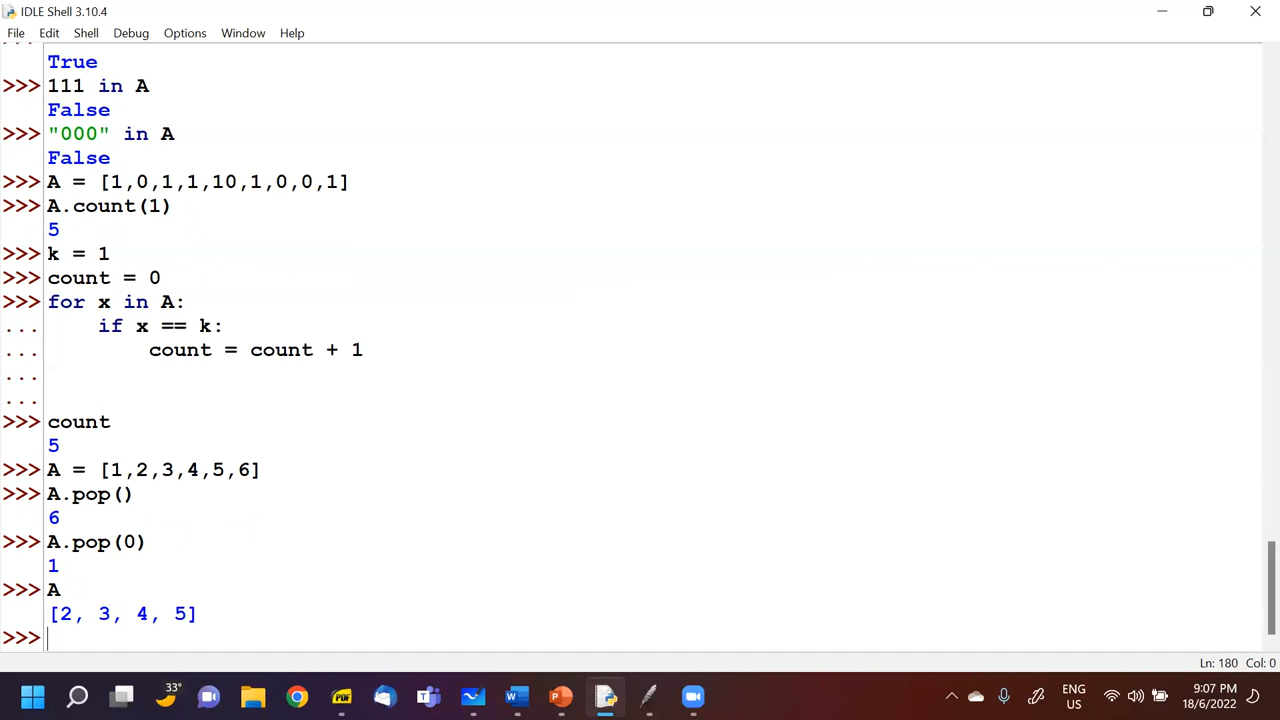 IDLE Shell 3.10.4
File Edit Shell Debug Options Window Help
True
>>> 111 in A
False
>>> "000" in A
False
>>> A = [1,0,1,1,10,1,0,0,1]
>>> A.count(1)
5
>>> k = 1
>>> count = 0
>>> for x in A:
...     if x == k:
...         count = count + 1
...
...
>>> count
5
>>> A = [1,2,3,4,5,6]
>>> A.pop()
6
>>> A.pop(0)
1
>>> A
[2, 3, 4, 5]
>>>
Ln: 180 Col: 0
33°
ENG
US
9:07 PM
18/6/2022